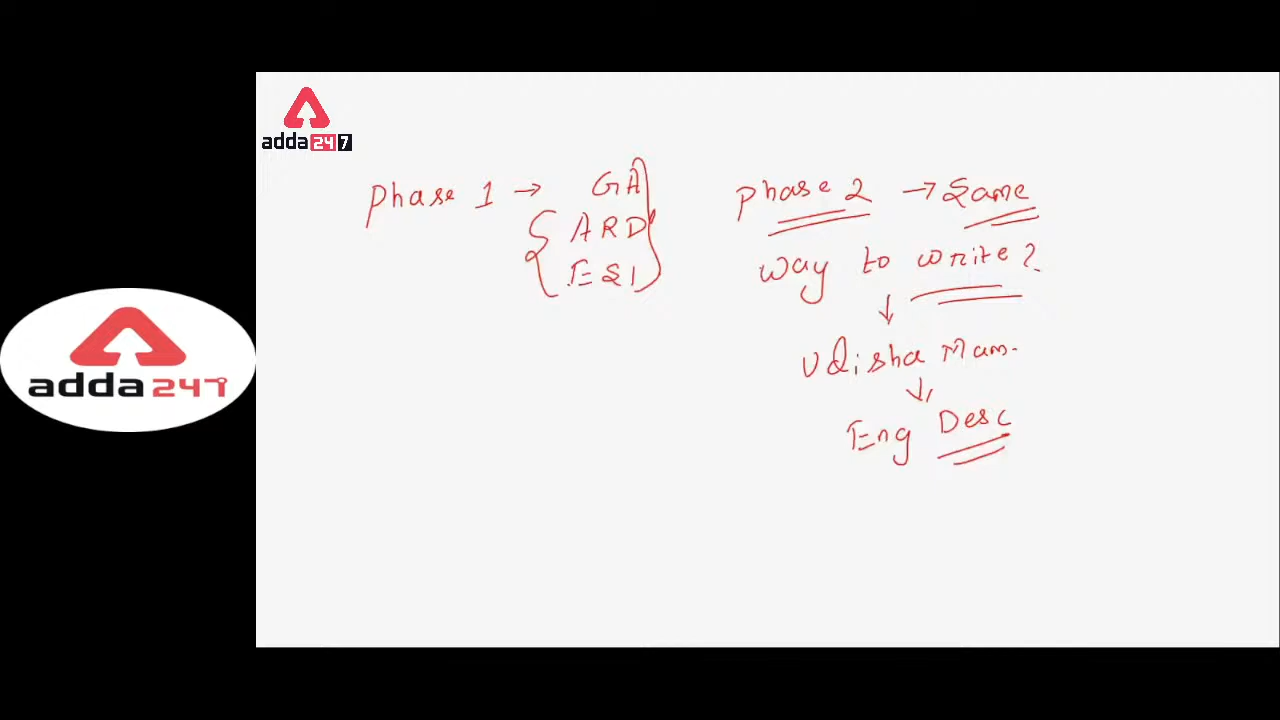 adda247
Phase 1 → GA
ARD
ESI
Phase 2 → Same
way to write?
↓
Udisha Mam.
↓
Eng Desc
adda247